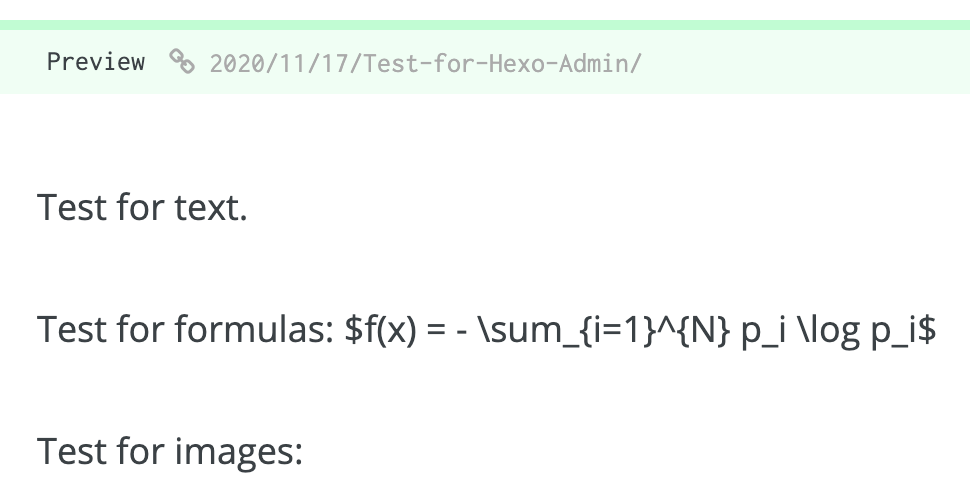 Preview 2020/11/17/Test-for-Hexo-Admin/
Test for text.
Test for formulas: $f(x) = - \sum_{i=1}^{N} p_i \log p_i$
Test for images: